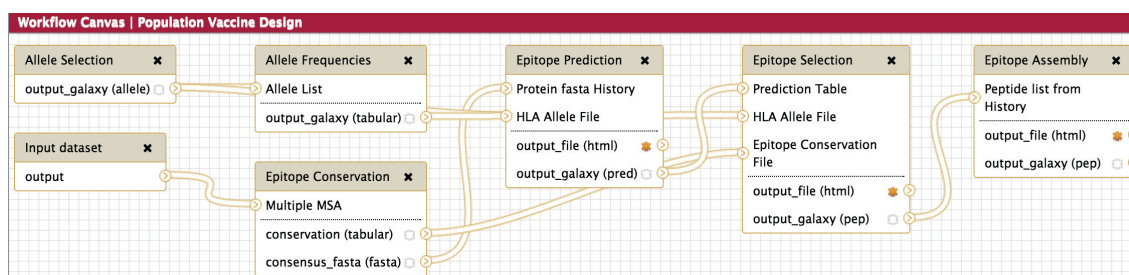 Workflow Canvas | Population Vaccine Design
Allele Selection
output_galaxy (allele)
Input dataset
output
Allele Frequencies
Allele List
output_galaxy (tabular)
Epitope Conservation
Multiple MSA
conservation (tabular)
consensus_fasta (fasta)
Epitope Prediction
Protein fasta History
HLA Allele File
output_file (html)
output_galaxy (pred)
Epitope Selection
Prediction Table
HLA Allele File
Epitope Conservation
File
output_file (html)
output_galaxy (pep)
Epitope Assembly
Peptide list from
History
output_file (html)
output_galaxy (pep)